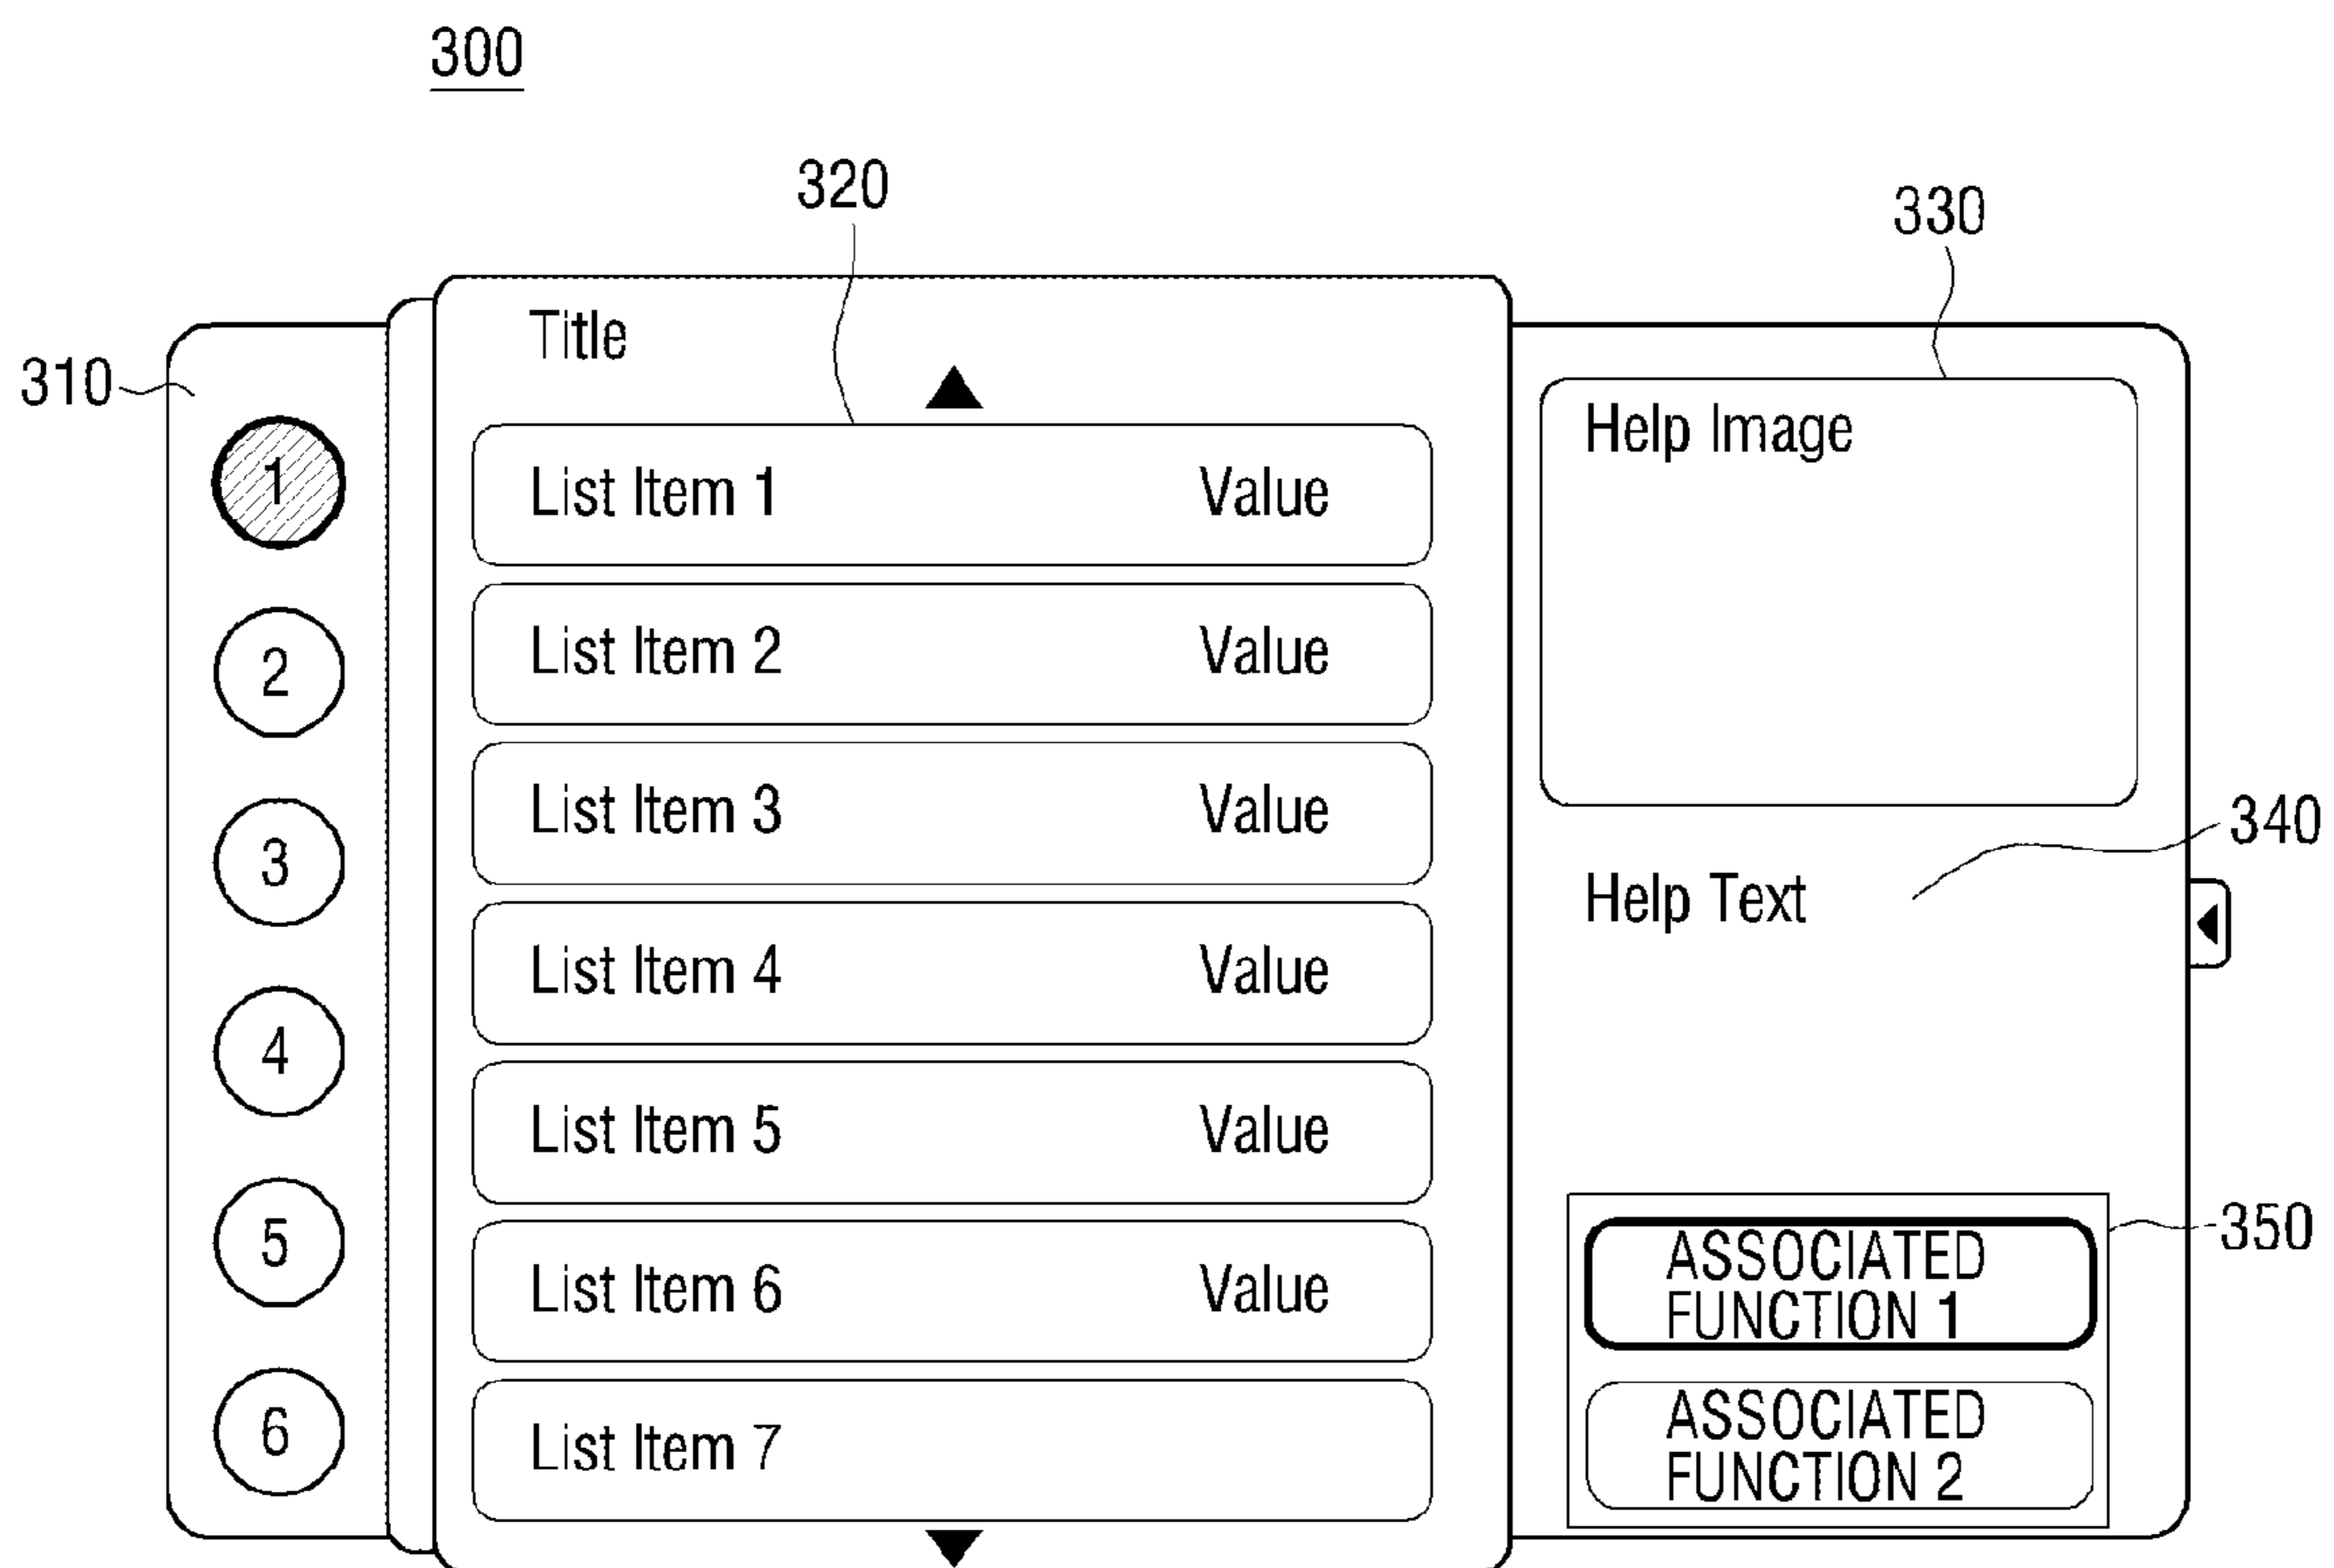 300
320
330
310
Title
1
2
3
4
5
6
List Item 1 Value
List Item 2 Value
List Item 3 Value
List Item 4 Value
List Item 5 Value
List Item 6 Value
List Item 7
Help Image
340
Help Text
350
ASSOCIATED
FUNCTION 1
ASSOCIATED
FUNCTION 2